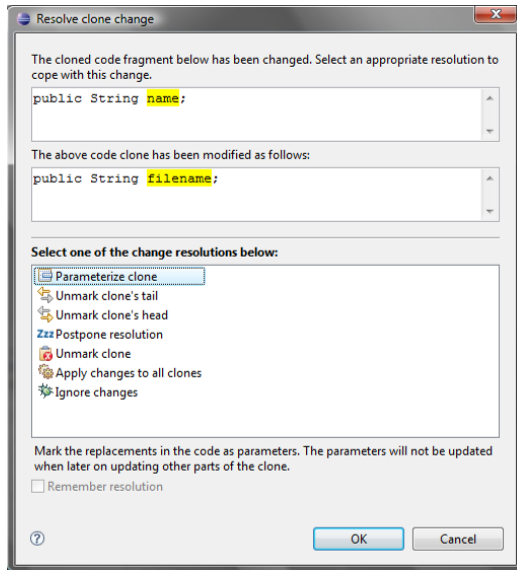 Resolve clone change
The cloned code fragment below has been changed. Select an appropriate resolution to
cope with this change.
public String name;
The above code clone has been modified as follows:
public String filename;
Select one of the change resolutions below:
Parameterize clone
Unmark clone's tail
Unmark clone's head
Zzz Postpone resolution
Unmark clone
Apply changes to all clones
Ignore changes
Mark the replacements in the code as parameters. The parameters will not be updated
when later on updating other parts of the clone.
Remember resolution
? OK Cancel